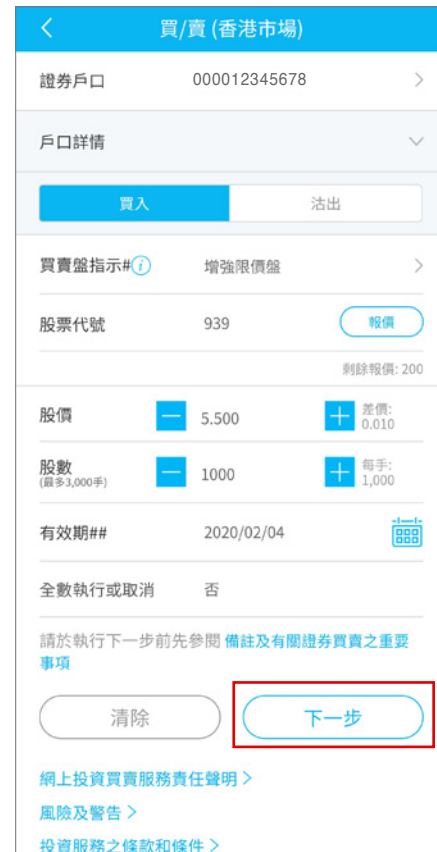 買/賣 (香港市場)
證券戶口 000012345678
戶口詳情
買入 沽出
買賣盤指示# i 增強限價盤
股票代號 939 報價
剩餘報價: 200
股價 5.500 差價:
0.010
股數 1000 每手:
(最多3,000手) 1,000
有效期## 2020/02/04
全數執行或取消 否
請於執行下一步前先參閱 備註及有關證券買賣之重要
事項
清除 下一步
網上投資買賣服務責任聲明
風險及警告
投資服務之條款和條件